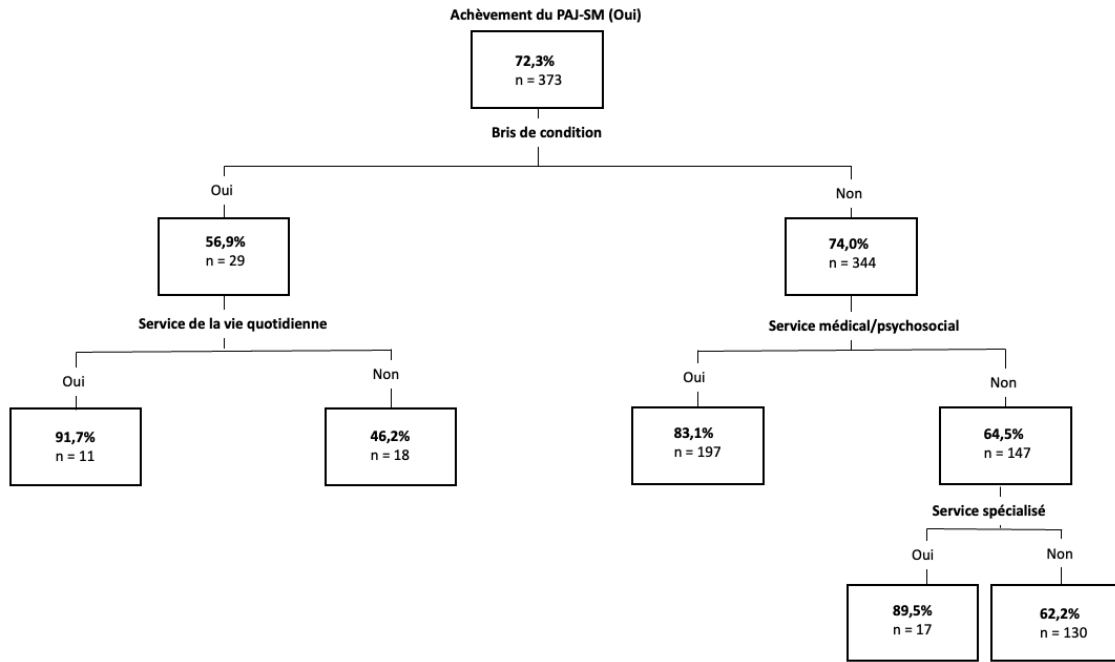 Achèvement du PAJ-SM (Oui)
72,3%
n = 373
Bris de condition
Oui
Non
56,9%
n = 29
74,0%
n = 344
Service de la vie quotidienne
Service médical/psychosocial
Oui
Non
Oui
Non
91,7%
n = 11
46,2%
n = 18
83,1%
n = 197
64,5%
n = 147
Service spécialisé
Oui
Non
89,5%
n = 17
62,2%
n = 130